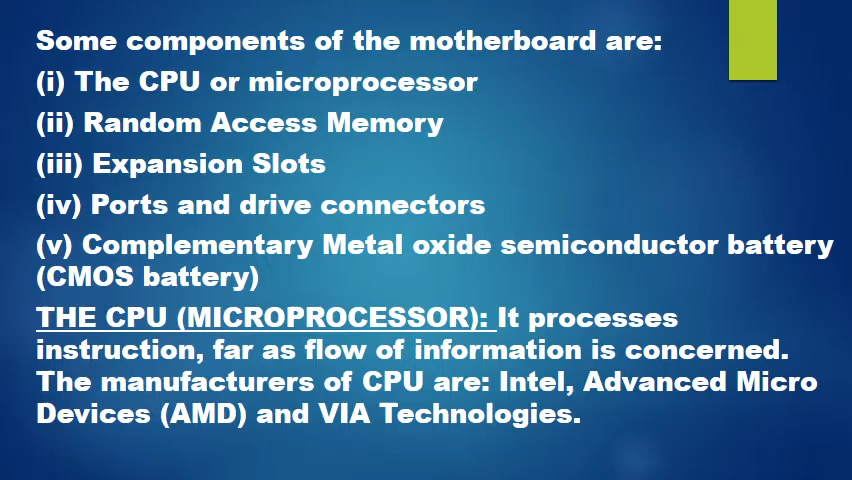 Some components of the motherboard are:
(i) The CPU or microprocessor
(ii) Random Access Memory
(iii) Expansion Slots
(iv) Ports and drive connectors
(v) Complementary Metal oxide semiconductor battery
(CMOS battery)
THE CPU (MICROPROCESSOR): It processes
instruction, far as flow of information is concerned.
The manufacturers of CPU are: Intel, Advanced Micro
Devices (AMD) and VIA Technologies.